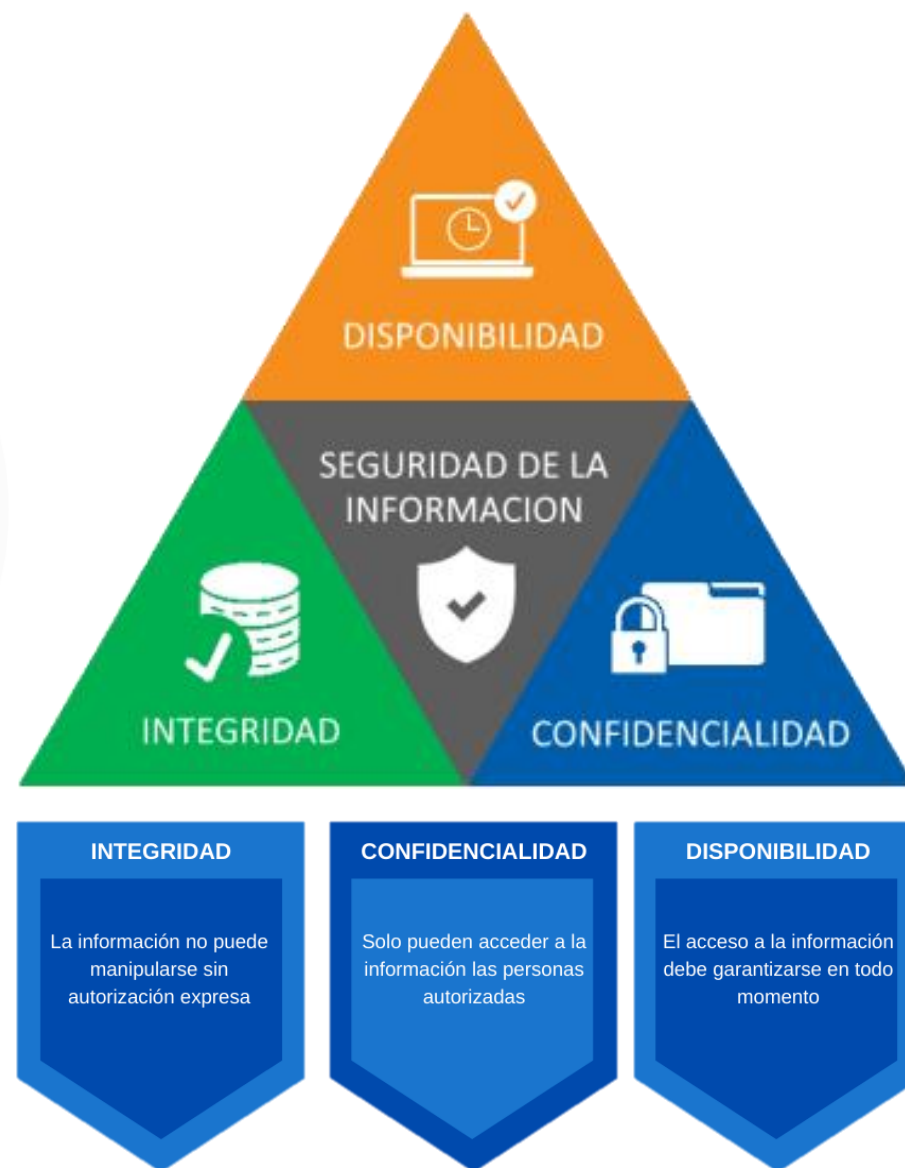 DISPONIBILIDAD
SEGURIDAD DE LA
INFORMACION
INTEGRIDAD
CONFIDENCIALIDAD
INTEGRIDAD
La información no puede
manipularse sin
autorización expresa
CONFIDENCIALIDAD
Solo pueden acceder a la
información las personas
autorizadas
DISPONIBILIDAD
El acceso a la información
debe garantizarse en todo
momento